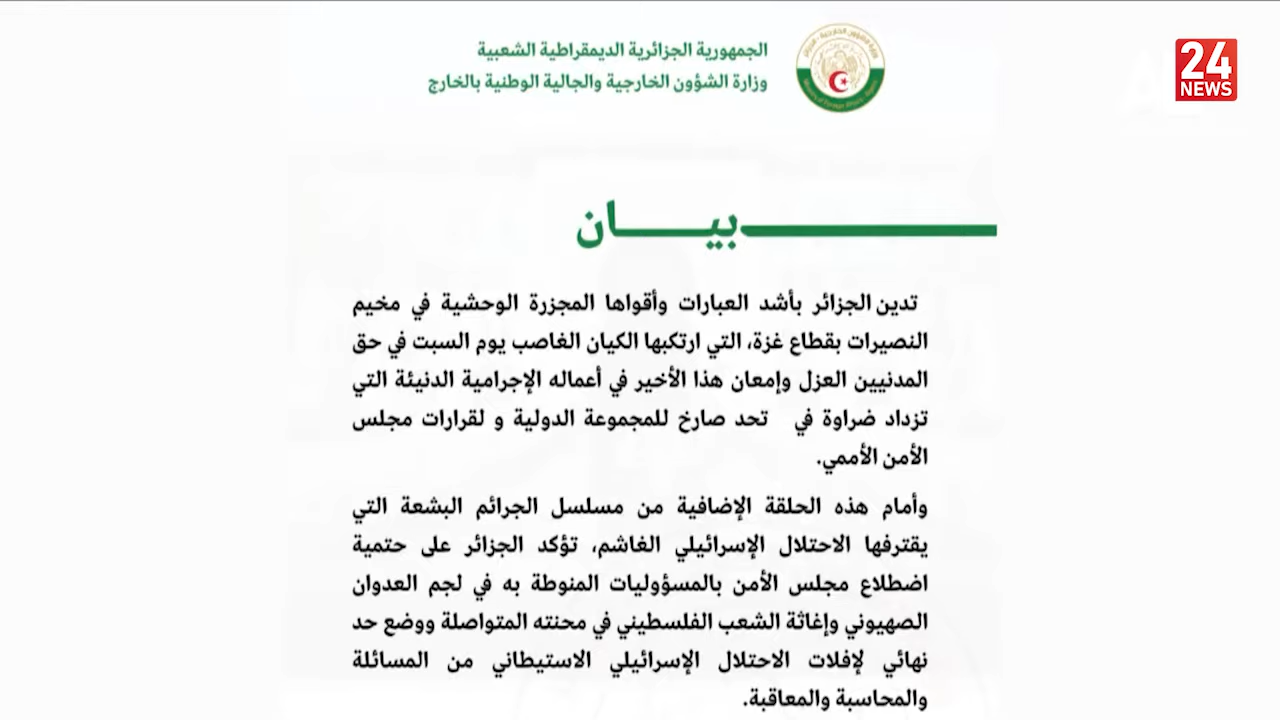 الجمهورية الجزائرية الديمقراطية الشعبية
وزارة الشؤون الخارجية والجالية الوطنية بالخارج
24
NEWS
بيـــــــان
تدين الجزائر بأشد العبارات وأقواها المجزرة الوحشية في مخيم
النصيرات بقطاع غزة، التي ارتكبها الكيان الغاصب يوم السبت في حق
المدنيين العزل وإمعان هذا الأخير في أعماله الإجرامية الدنيئة التي
تزداد ضراوة في تحد صارخ للمجموعة الدولية و لقرارات مجلس
الأمن الأممي.
وأمام هذه الحلقة الإضافية من مسلسل الجرائم البشعة التي
يقترفها الاحتلال الإسرائيلي الغاشم، تؤكد الجزائر على حتمية
اضطلاع مجلس الأمن بالمسؤوليات المنوطة به في لجم العدوان
الصهيوني وإغاثة الشعب الفلسطيني في محنته المتواصلة ووضع حد
نهائي لإفلات الاحتلال الإسرائيلي الاستيطاني من المسائلة
والمحاسبة والمعاقبة.